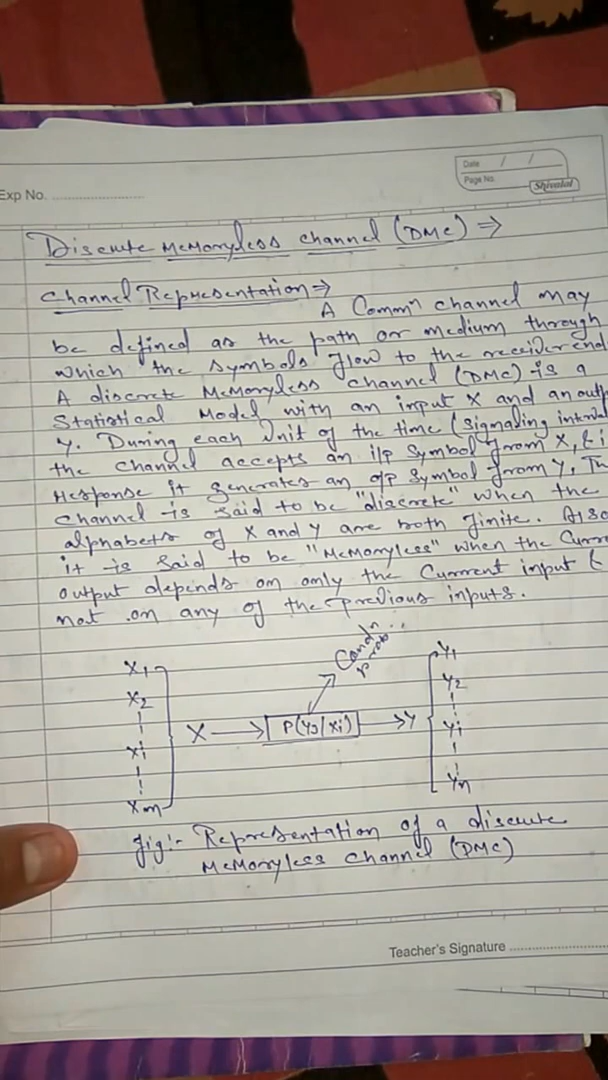 Date / /
Page No.
Shivalal
Exp No.
Discrete Memoryless channel (DMC) ⇒
Channel Representation ⇒
A Commn channel may
be defined as the path or medium through
which the symbols flow to the receiver end.
A discrete Memoryless channel (DMC) is a
Statistical Model with an input X and an outp
Y. During each Unit of the time (signaling interval
the channel accepts an i/p symbol from X, & i
response it generates an o/p symbol from Y, Th
channel is said to be "discrete" when the
alphabets of X and Y are both finite. Also
it is said to be "Memoryless" when the Curre
output depends on only the Current input &
not on any of the previous inputs.
Condn prob..
X1 Y1
X2 Y2
X → P(Yj/Xi) → Y
Xi Yi
Xm Yn
fig:- Representation of a discrete
Memoryless channel (DMC)
Teacher's Signature